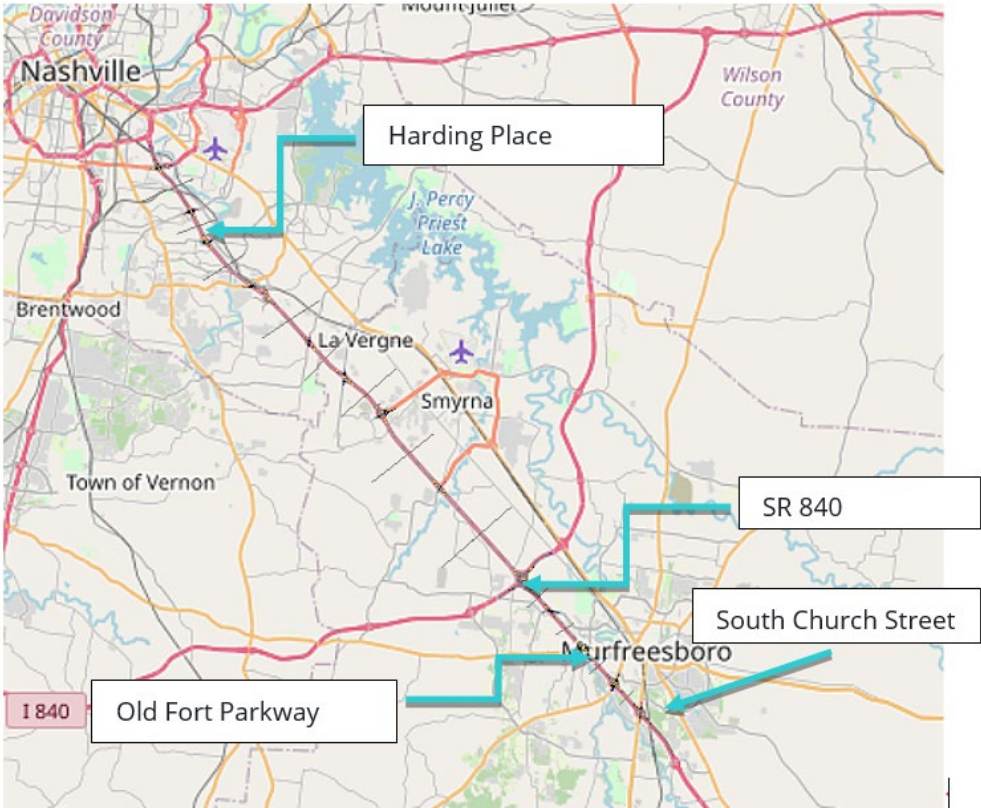 Mount Juliet
Davidson
County
Nashville
Wilson
County
Harding Place
J. Percy
Priest
Lake
Brentwood
La Vergne
Smyrna
Town of Vernon
SR 840
South Church Street
Murfreesboro
I 840
Old Fort Parkway